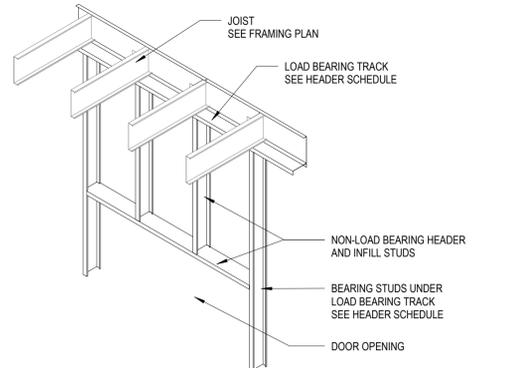 JOIST
SEE FRAMING PLAN
LOAD BEARING TRACK
SEE HEADER SCHEDULE
NON-LOAD BEARING HEADER
AND INFILL STUDS
BEARING STUDS UNDER
LOAD BEARING TRACK
SEE HEADER SCHEDULE
DOOR OPENING